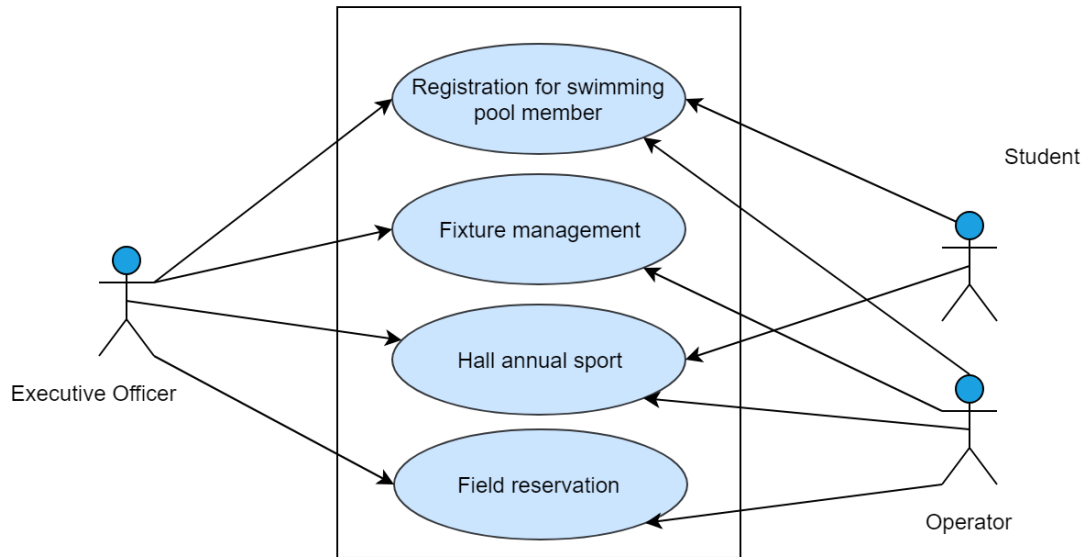 Registration for swimming
pool member
Student
Fixture management
Hall annual sport
Executive Officer
Field reservation
Operator